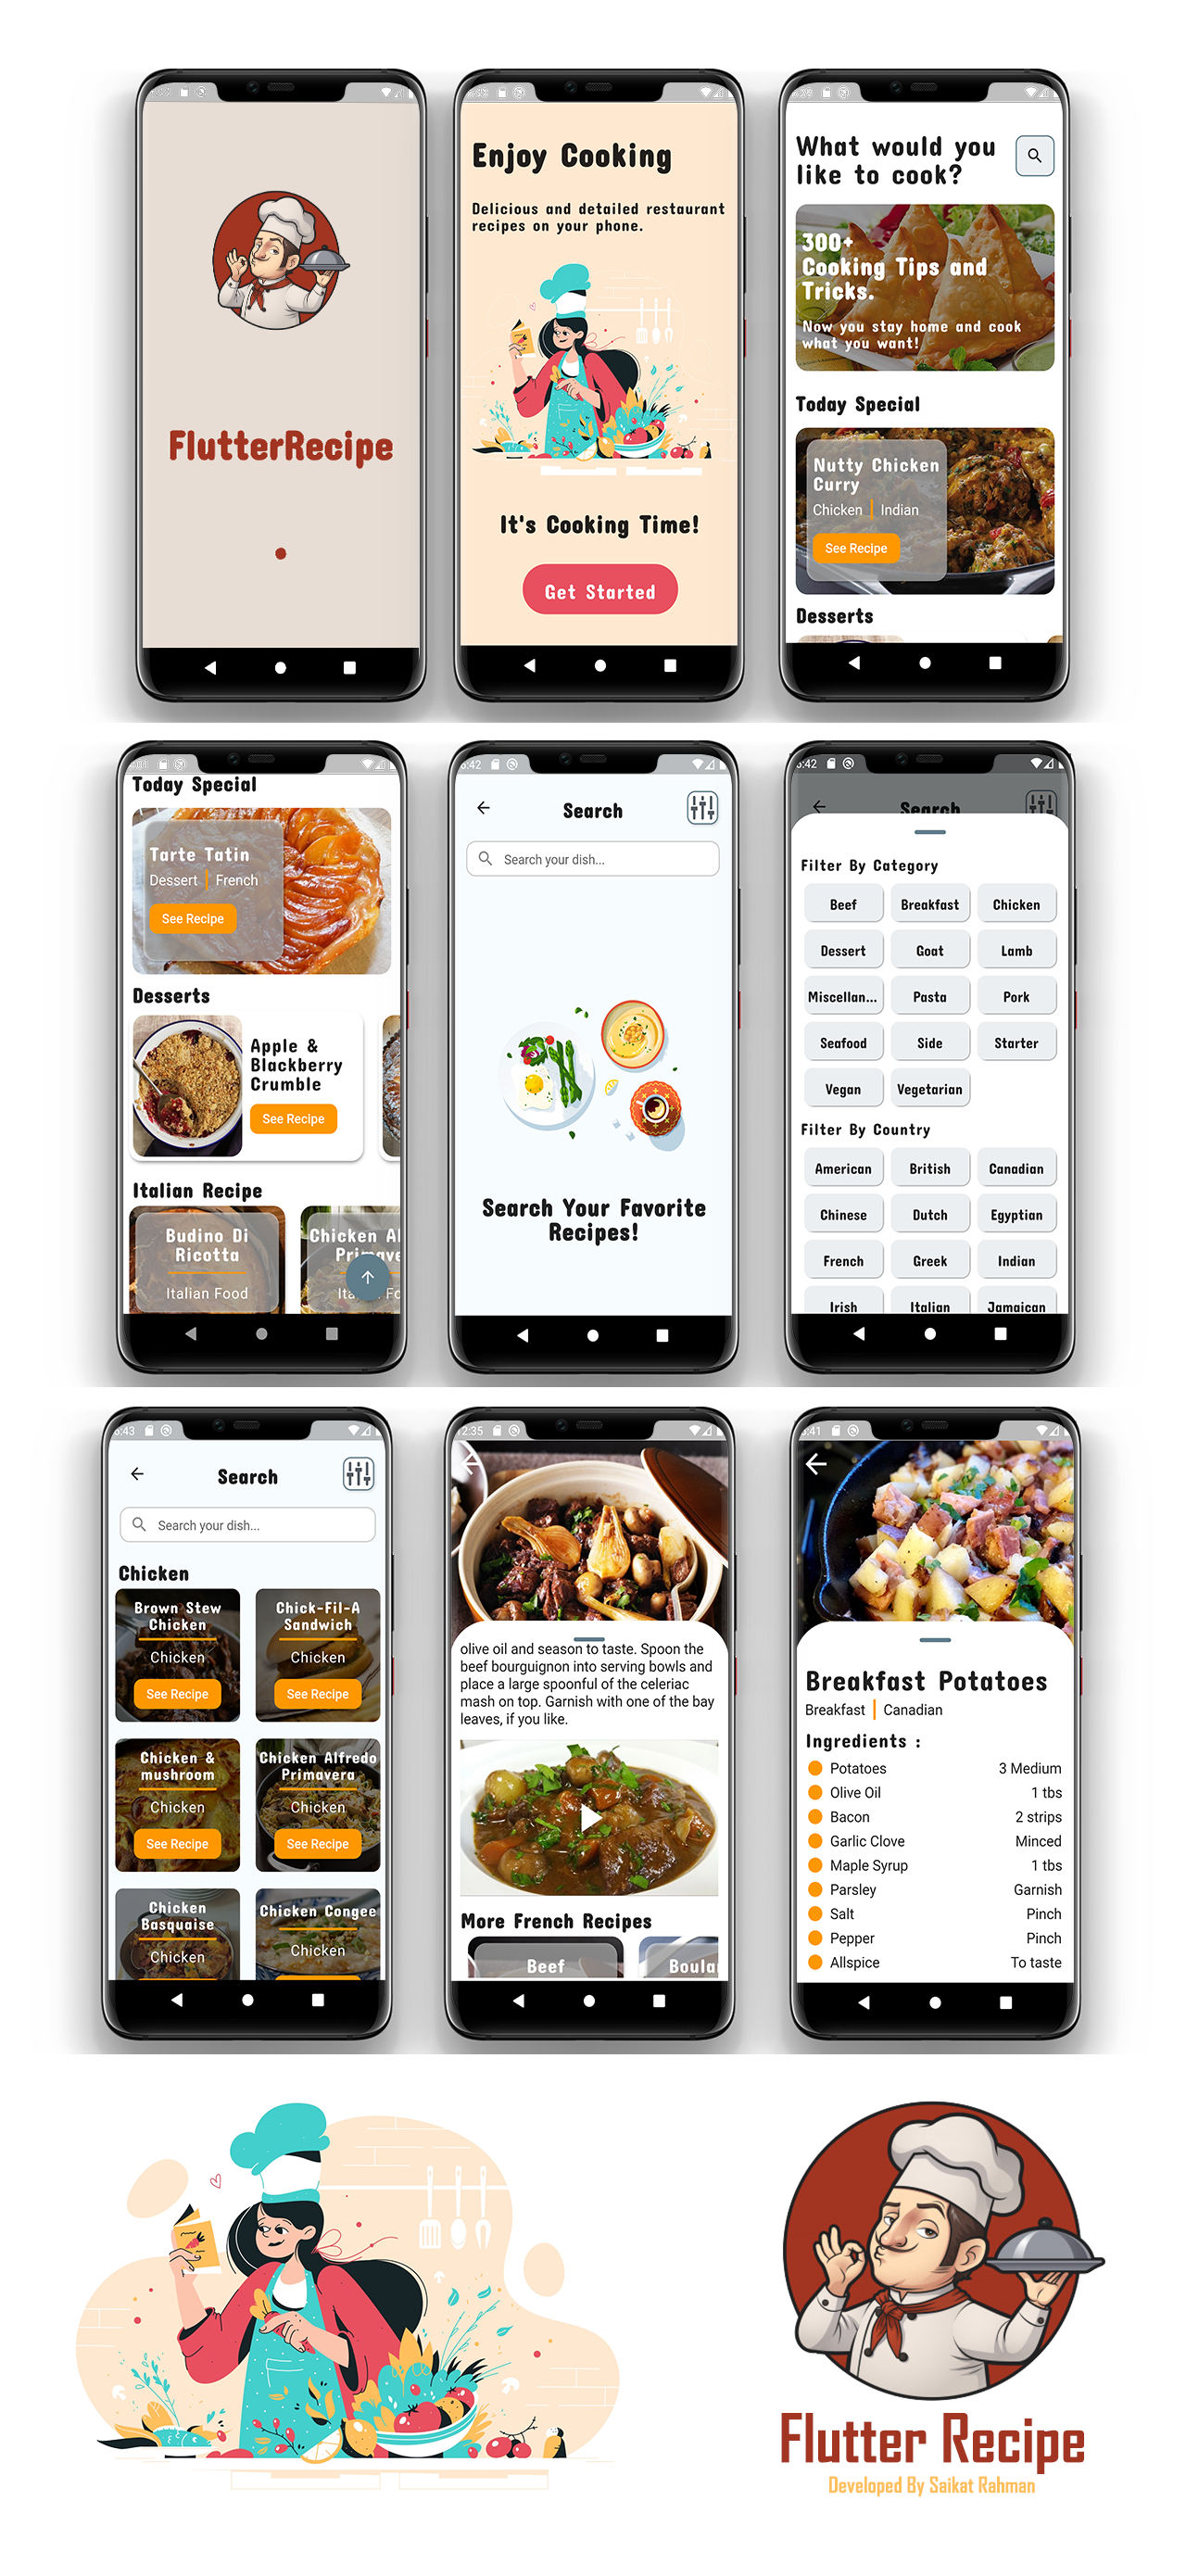 FlutterRecipe
Enjoy Cooking
Delicious and detailed restaurant
recipes on your phone.
It's Cooking Time!
Get Started
What would you
like to cook?
300+
Cooking Tips and
Tricks.
Now you stay home and cook
what you want!
Today Special
Nutty Chicken
Curry
Chicken | Indian
See Recipe
Desserts
Today Special
Tarte Tatin
Dessert | French
See Recipe
Desserts
Apple &
Blackberry
Crumble
See Recipe
Italian Recipe
Budino Di
Ricotta
Italian Food
Chicken Al
:42
Search
Search your dish...
Search Your Favorite
Recipes!
:42
Search
Filter By Category
Beef Breakfast Chicken
Dessert Goat Lamb
Miscellan... Pasta Pork
Seafood Side Starter
Vegan Vegetarian
Filter By Country
American British Canadian
Chinese Dutch Egyptian
French Greek Indian
Irish Italian Jamaican
:43
Search
Search your dish...
Chicken
Brown Stew
Chicken
Chicken
See Recipe
Chick-Fil-A
Sandwich
Chicken
See Recipe
Chicken &
mushroom
Chicken
See Recipe
Chicken Alfredo
Primavera
Chicken
See Recipe
Chicken
Basquaise
Chicken
Chicken Congee
Chicken
2:35
olive oil and season to taste. Spoon the
beef bourguignon into serving bowls and
place a large spoonful of the celeriac
mash on top. Garnish with one of the bay
leaves, if you like.
More French Recipes
Beef
Boula
:41
Breakfast Potatoes
Breakfast | Canadian
Ingredients :
Potatoes 3 Medium
Olive Oil 1 tbs
Bacon 2 strips
Garlic Clove Minced
Maple Syrup 1 tbs
Parsley Garnish
Salt Pinch
Pepper Pinch
Allspice To taste
Flutter Recipe
Developed By Saikat Rahman